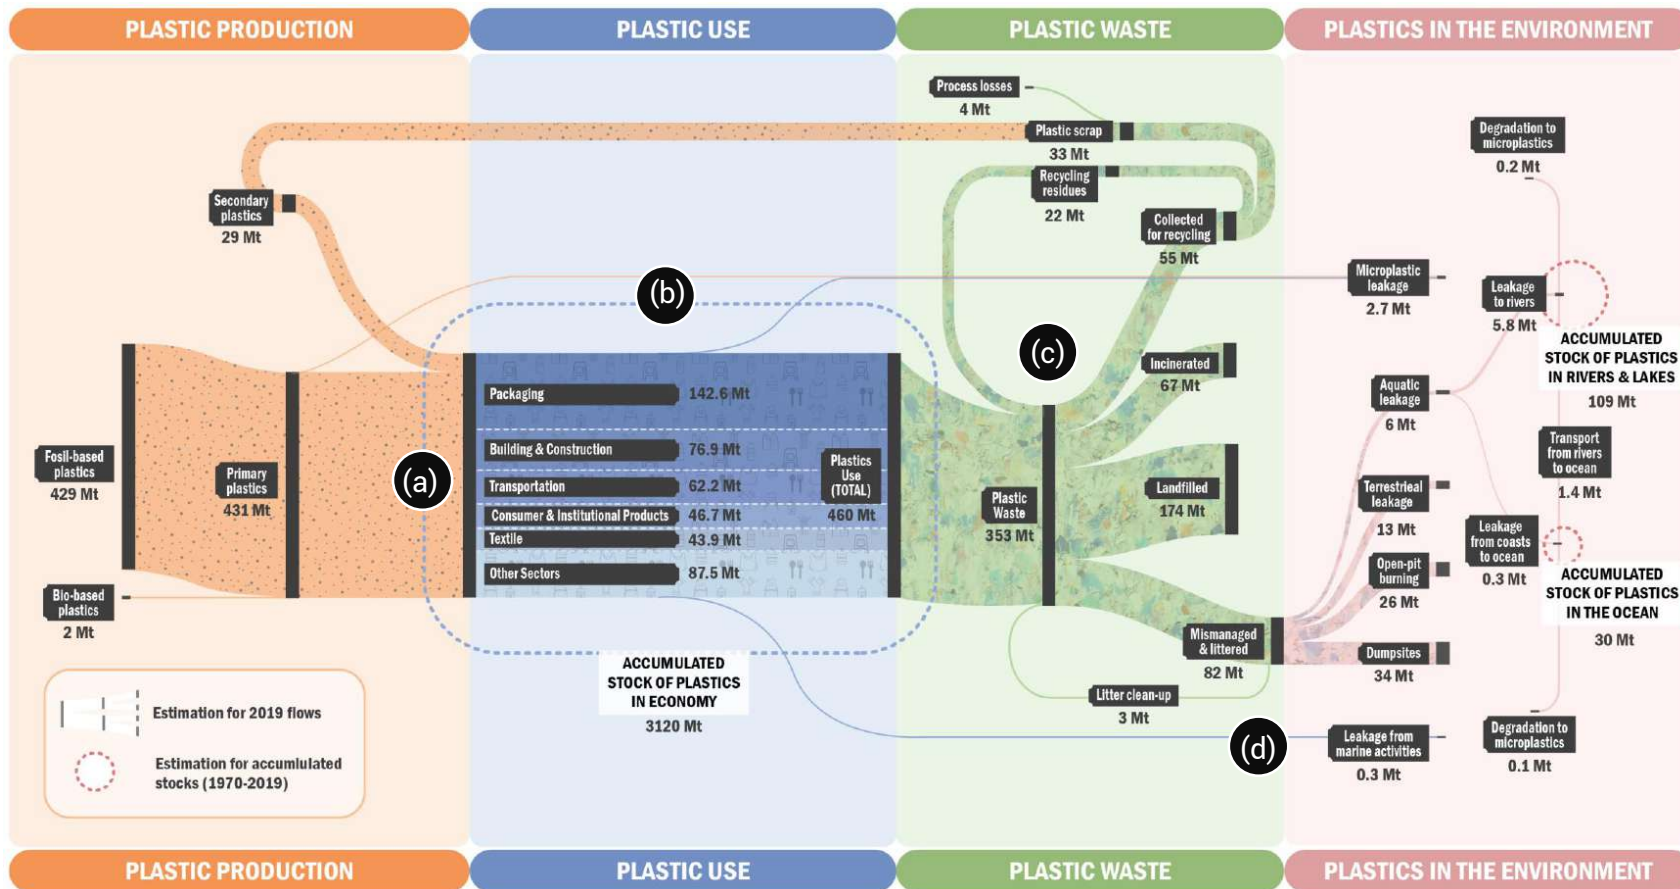 PLASTIC PRODUCTION
PLASTIC USE
PLASTIC WASTE
PLASTICS IN THE ENVIRONMENT
Process losses
4 Mt
Plastic scrap
33 Mt
Recycling
residues
22 Mt
Collected
for recycling
55 Mt
Degradation to
microplastics
0.2 Mt
Secondary
plastics
29 Mt
Microplastic
leakage
2.7 Mt
Leakage
to rivers
5.8 Mt
ACCUMULATED
STOCK OF PLASTICS
IN RIVERS & LAKES
109 Mt
(b)
(c)
(a)
Fosil-based
plastics
429 Mt
Primary
plastics
431 Mt
Bio-based
plastics
2 Mt
Packaging
142.6 Mt
Building & Construction
76.9 Mt
Transportation
62.2 Mt
Consumer & Institutional Products
46.7 Mt
Textile
43.9 Mt
Other Sectors
87.5 Mt
Plastics
Use
(TOTAL)
460 Mt
ACCUMULATED
STOCK OF PLASTICS
IN ECONOMY
3120 Mt
Plastic
Waste
353 Mt
Incinerated
67 Mt
Landfilled
174 Mt
Mismanaged
& littered
82 Mt
Litter clean-up
3 Mt
(d)
Aquatic
leakage
6 Mt
Terrestrieal
leakage
13 Mt
Open-pit
burning
26 Mt
Dumpsites
34 Mt
Leakage from
marine activities
0.3 Mt
Transport
from rivers
to ocean
1.4 Mt
Leakage
from coasts
to ocean
0.3 Mt
ACCUMULATED
STOCK OF PLASTICS
IN THE OCEAN
30 Mt
Degradation to
microplastics
0.1 Mt
Estimation for 2019 flows
Estimation for accumlulated
stocks (1970-2019)
PLASTIC PRODUCTION
PLASTIC USE
PLASTIC WASTE
PLASTICS IN THE ENVIRONMENT